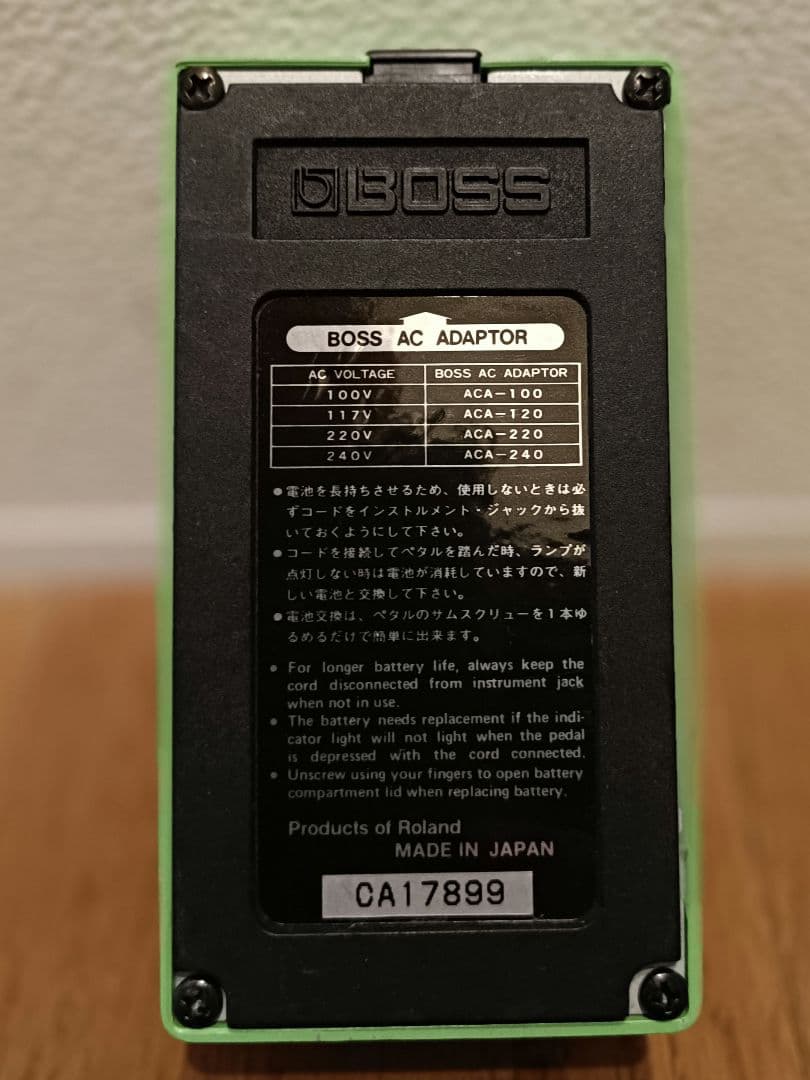 BOSS
BOSS AC ADAPTOR
AC VOLTAGE BOSS AC ADAPTOR
100V ACA-100
117V ACA-120
220V ACA-220
240V ACA-240
●電池を長持ちさせるため、使用しないときは必
ずコードをインストルメント・ジャックから抜
いておくようにして下さい。
●コードを接続してペタルを踏んだ時、ランプが
点灯しない時は電池が消耗していますので、新
しい電池と交換して下さい。
●電池交換は、ペタルのサムスクリューを1本ゆ
るめるだけで簡単に出来ます。
● For longer battery life, always keep the
cord disconnected from instrument jack
when not in use.
● The battery needs replacement if the indi-
cator light will not light when the pedal
is depressed with the cord connected.
● Unscrew using your fingers to open battery
compartment lid when replacing battery.
Products of Roland
MADE IN JAPAN
CA17899